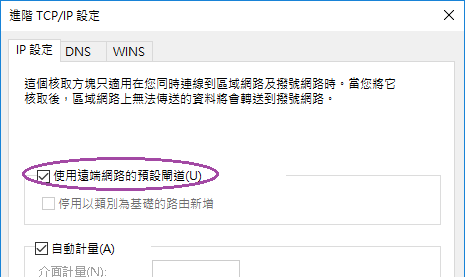 進階 TCP/IP 設定
IP 設定 DNS WINS
這個核取方塊只適用在您同時連線到區域網路及撥號網路時。當您將它
核取後，區域網路上無法傳送的資料將會轉送到撥號網路。
使用遠端網路的預設閘道(U)
停用以類別為基礎的路由新增
自動計量(A)
介面計量(N):